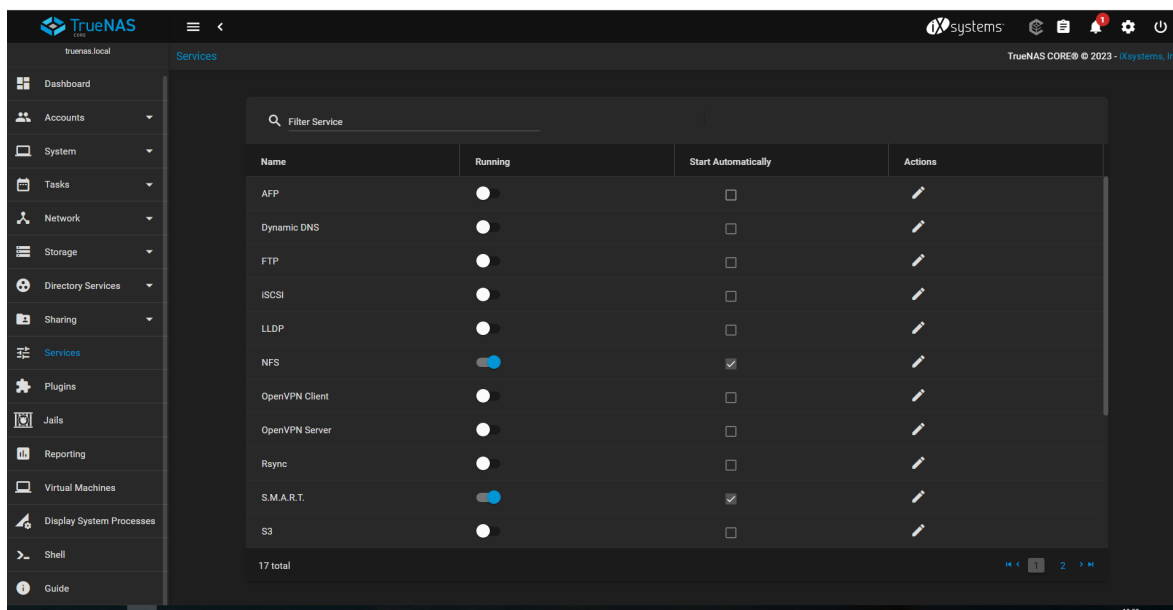 TrueNAS
CORE
iXsystems
1
truenas.local
Services
TrueNAS CORE® © 2023 - iXsystems,
Dashboard
Accounts
System
Tasks
Network
Storage
Directory Services
Sharing
Services
Plugins
Jails
Reporting
Virtual Machines
Display System Processes
Shell
Guide
Filter Service
Name Running Start Automatically Actions
AFP
Dynamic DNS
FTP
iSCSI
LLDP
NFS
OpenVPN Client
OpenVPN Server
Rsync
S.M.A.R.T.
S3
17 total 1 2